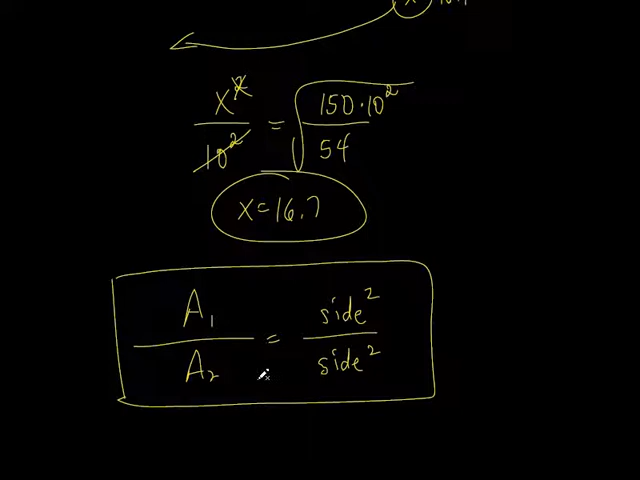 x² / 10² = √(150·10² / 54)
x=16.7
A₁ / A₂ = side² / side²